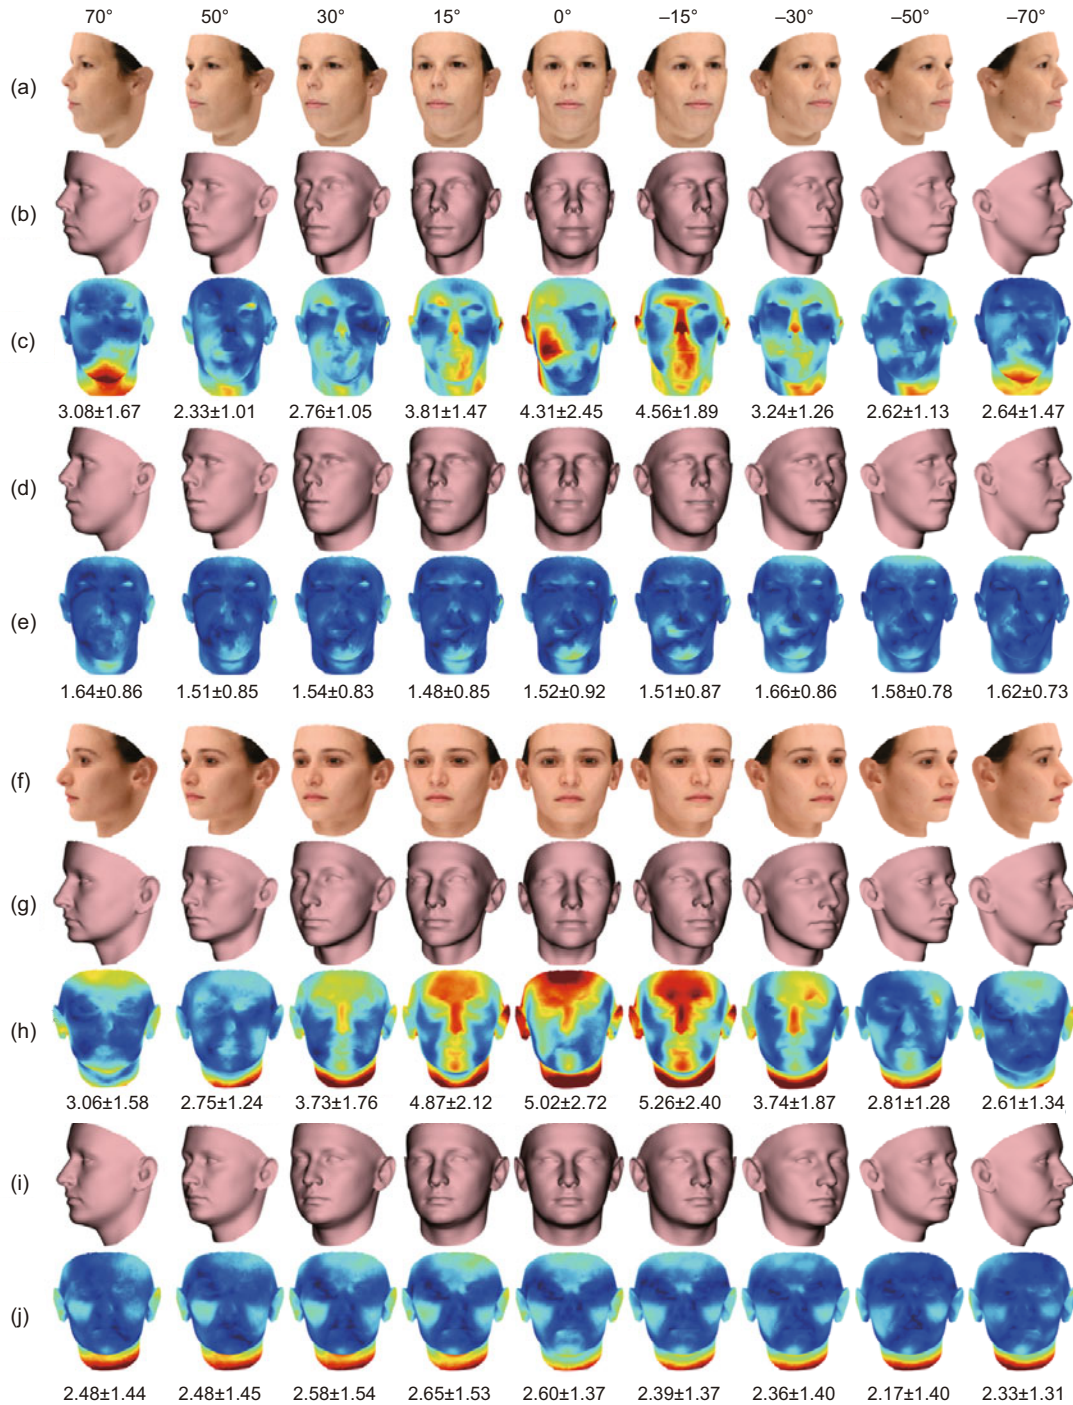 70° 50° 30° 15° 0° –15° –30° –50° –70°
(a)
(b)
(c)
3.08±1.67 2.33±1.01 2.76±1.05 3.81±1.47 4.31±2.45 4.56±1.89 3.24±1.26 2.62±1.13 2.64±1.47
(d)
(e)
1.64±0.86 1.51±0.85 1.54±0.83 1.48±0.85 1.52±0.92 1.51±0.87 1.66±0.86 1.58±0.78 1.62±0.73
(f)
(g)
(h)
3.06±1.58 2.75±1.24 3.73±1.76 4.87±2.12 5.02±2.72 5.26±2.40 3.74±1.87 2.81±1.28 2.61±1.34
(i)
(j)
2.48±1.44 2.48±1.45 2.58±1.54 2.65±1.53 2.60±1.37 2.39±1.37 2.36±1.40 2.17±1.40 2.33±1.31